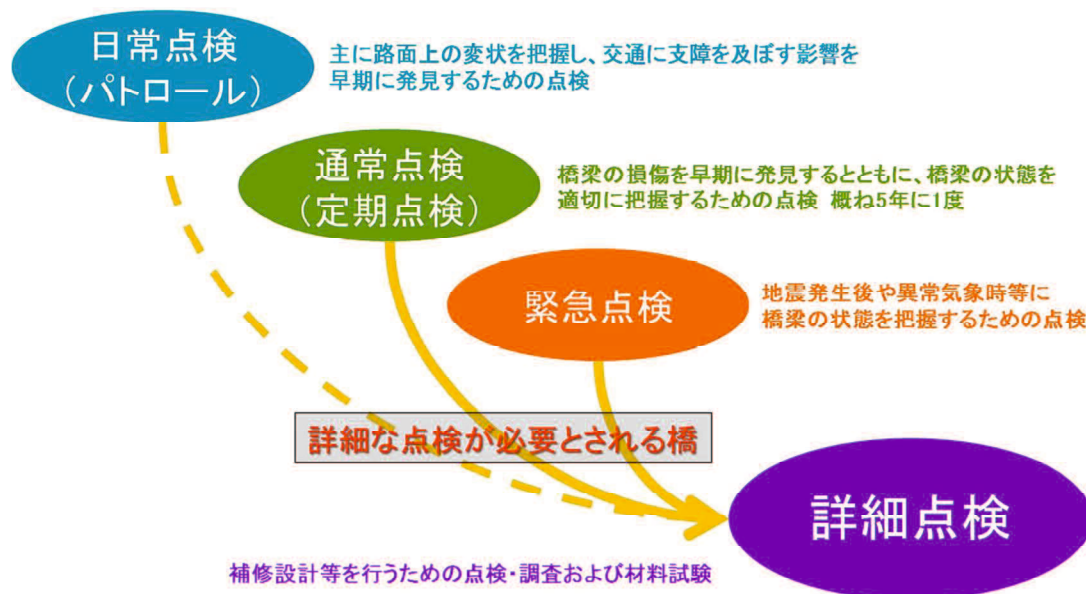 日常点検
（パトロール）
主に路面上の変状を把握し、交通に支障を及ぼす影響を
早期に発見するための点検
通常点検
（定期点検）
橋梁の損傷を早期に発見するとともに、橋梁の状態を
適切に把握するための点検 概ね5年に1度
緊急点検
地震発生後や異常気象時等に
橋梁の状態を把握するための点検
詳細な点検が必要とされる橋
詳細点検
補修設計等を行うための点検・調査および材料試験